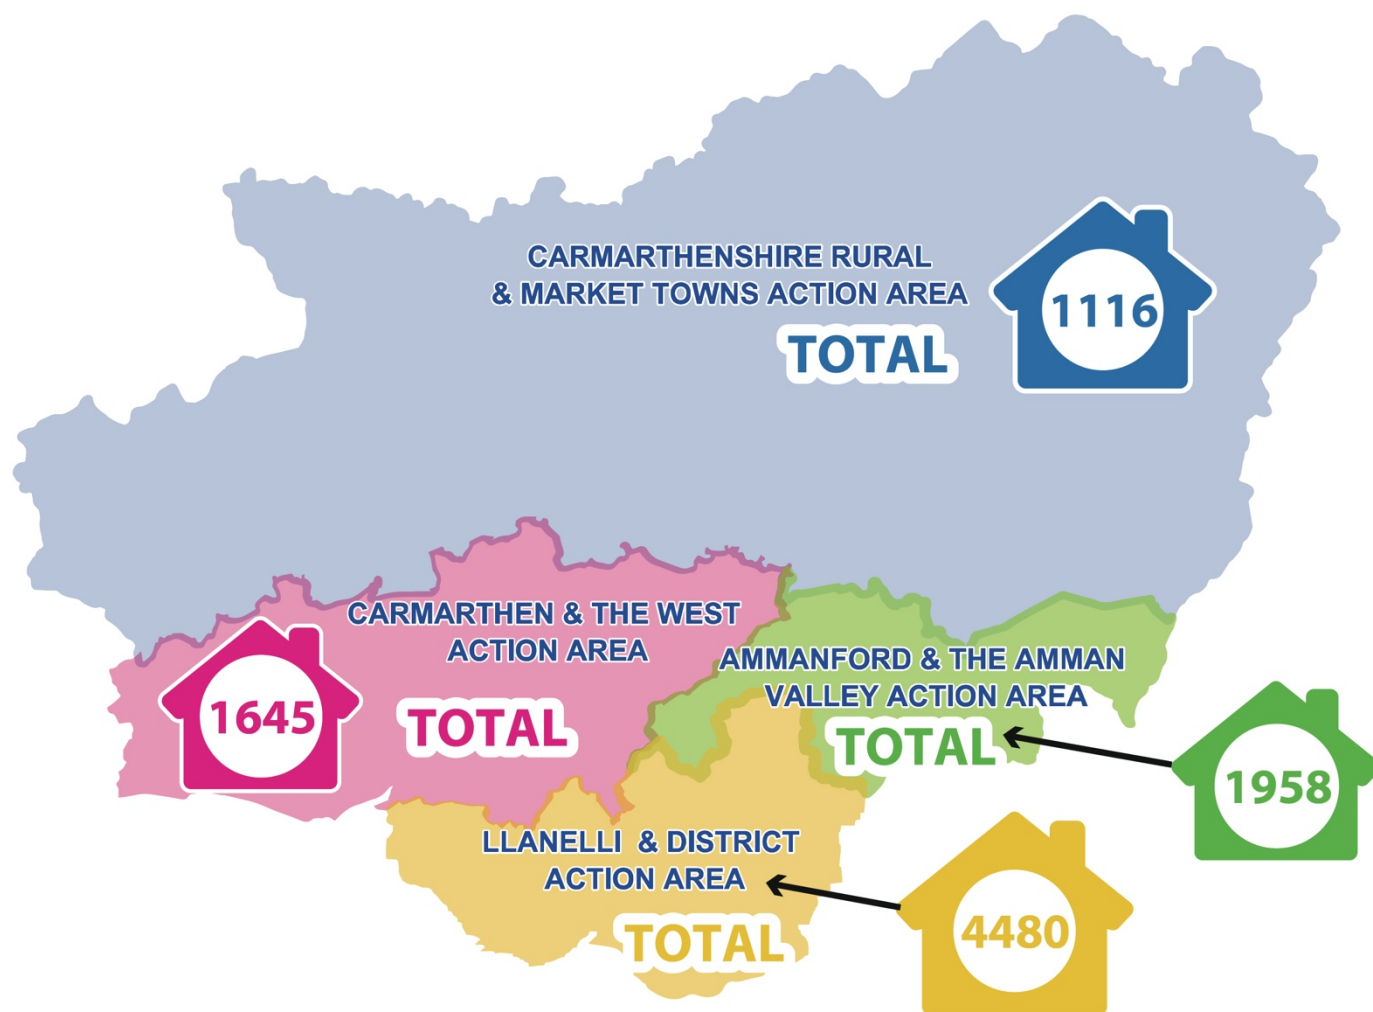 CARMARTHENSHIRE RURAL
& MARKET TOWNS ACTION AREA
TOTAL
1116
CARMARTHEN & THE WEST
ACTION AREA
TOTAL
1645
AMMANFORD & THE AMMAN
VALLEY ACTION AREA
TOTAL
1958
LLANELLI & DISTRICT
ACTION AREA
TOTAL
4480